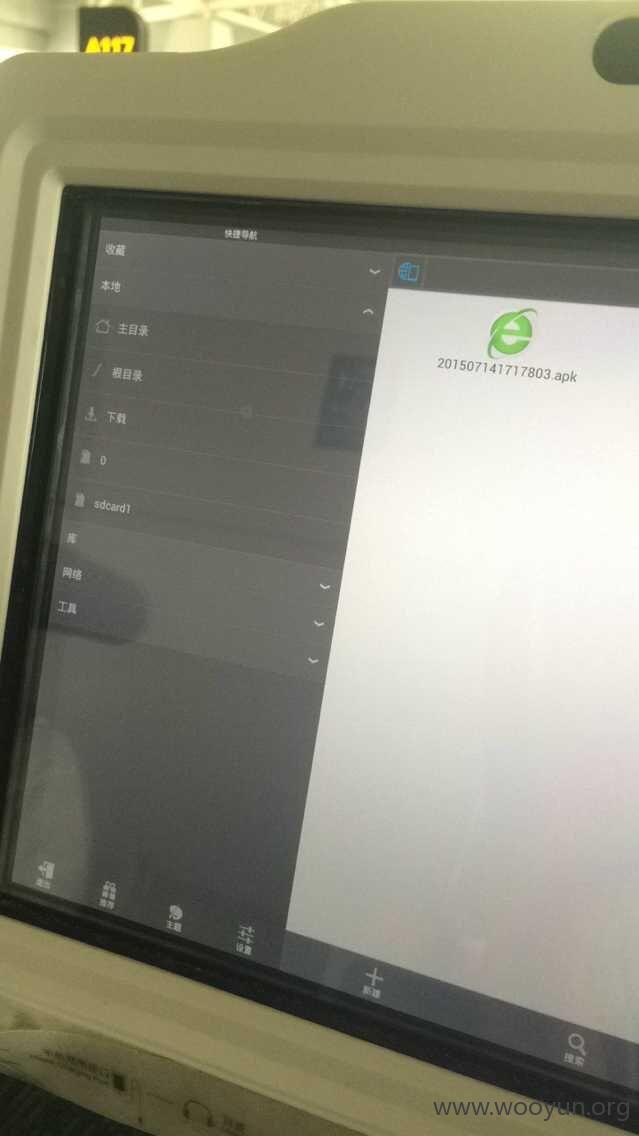 A117
快捷导航
收藏
本地
主目录
根目录
下载
0
sdcard1
库
网络
工具
201507141717803.apk
退出
推荐
主题
设置
新建
搜索
www.wooyun.org